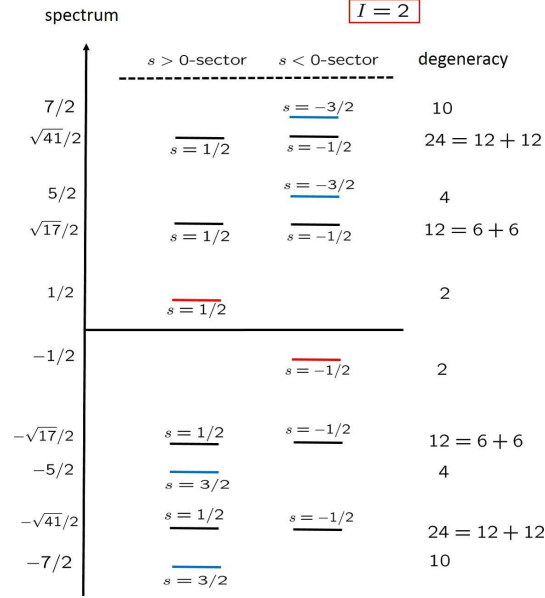 spectrum
I = 2
s > 0-sector s < 0-sector degeneracy
7/2 s = −3/2 10
√41/2 s = 1/2 s = −1/2 24 = 12 + 12
5/2 s = −3/2 4
√17/2 s = 1/2 s = −1/2 12 = 6 + 6
1/2 s = 1/2 2
−1/2 s = −1/2 2
−√17/2 s = 1/2 s = −1/2 12 = 6 + 6
−5/2 s = 3/2 4
−√41/2 s = 1/2 s = −1/2 24 = 12 + 12
−7/2 s = 3/2 10